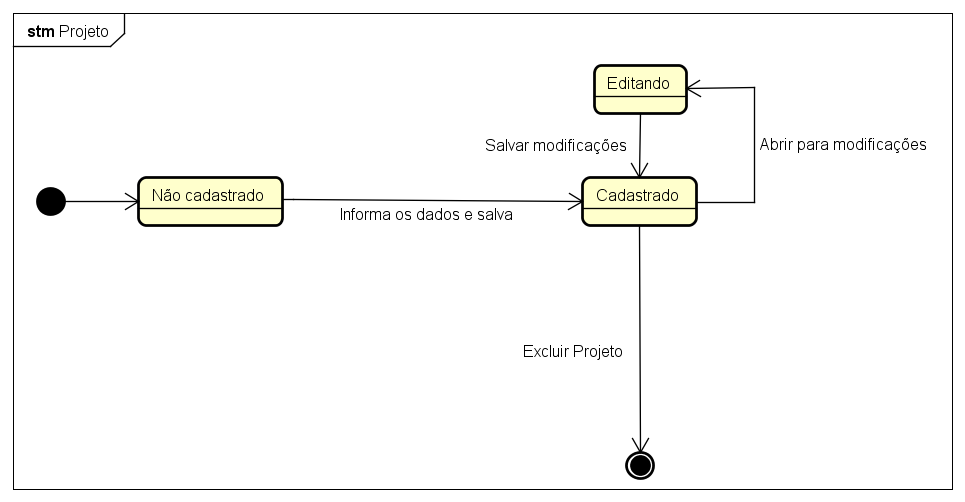 stm Projeto
Editando
Salvar modificações
Abrir para modificações
Não cadastrado
Cadastrado
Informa os dados e salva
Excluir Projeto